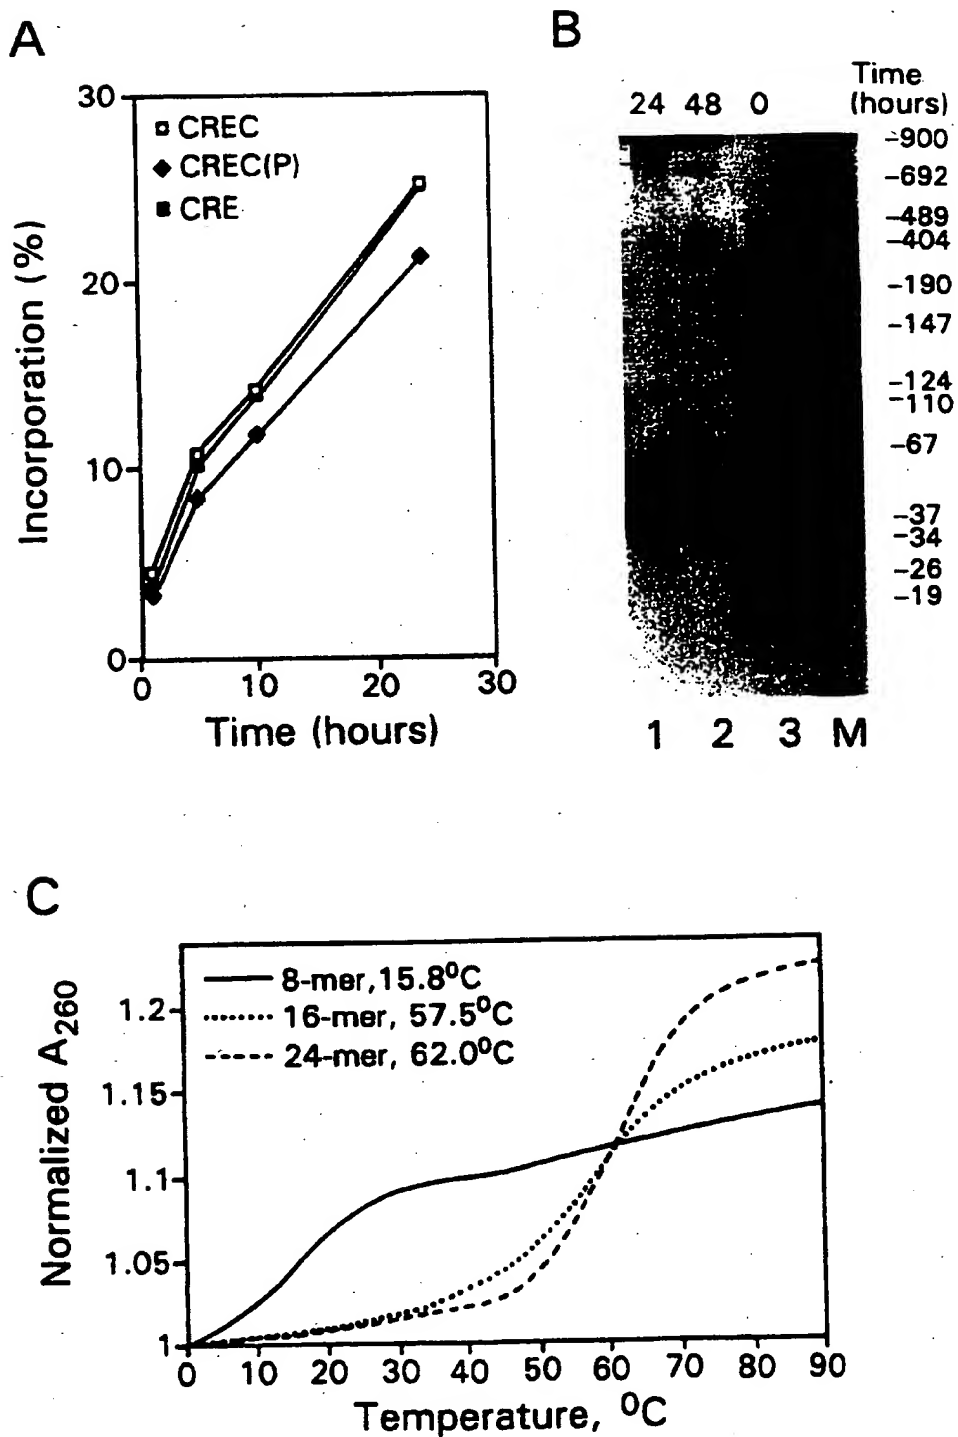 A
30
20
10
0
Incorporation (%)
CREC
CREC(P)
CRE
0 10 20 30
Time (hours)
B
Time
24 48 0 (hours)
-900
-692
-489
-404
-190
-147
-124
-110
-67
-37
-34
-26
-19
1 2 3 M
C
Normalized A260
1.2
1.15
1.1
1.05
1
8-mer, 15.8⁰C
16-mer, 57.5⁰C
24-mer, 62.0⁰C
0 10 20 30 40 50 60 70 80 90
Temperature, ⁰C